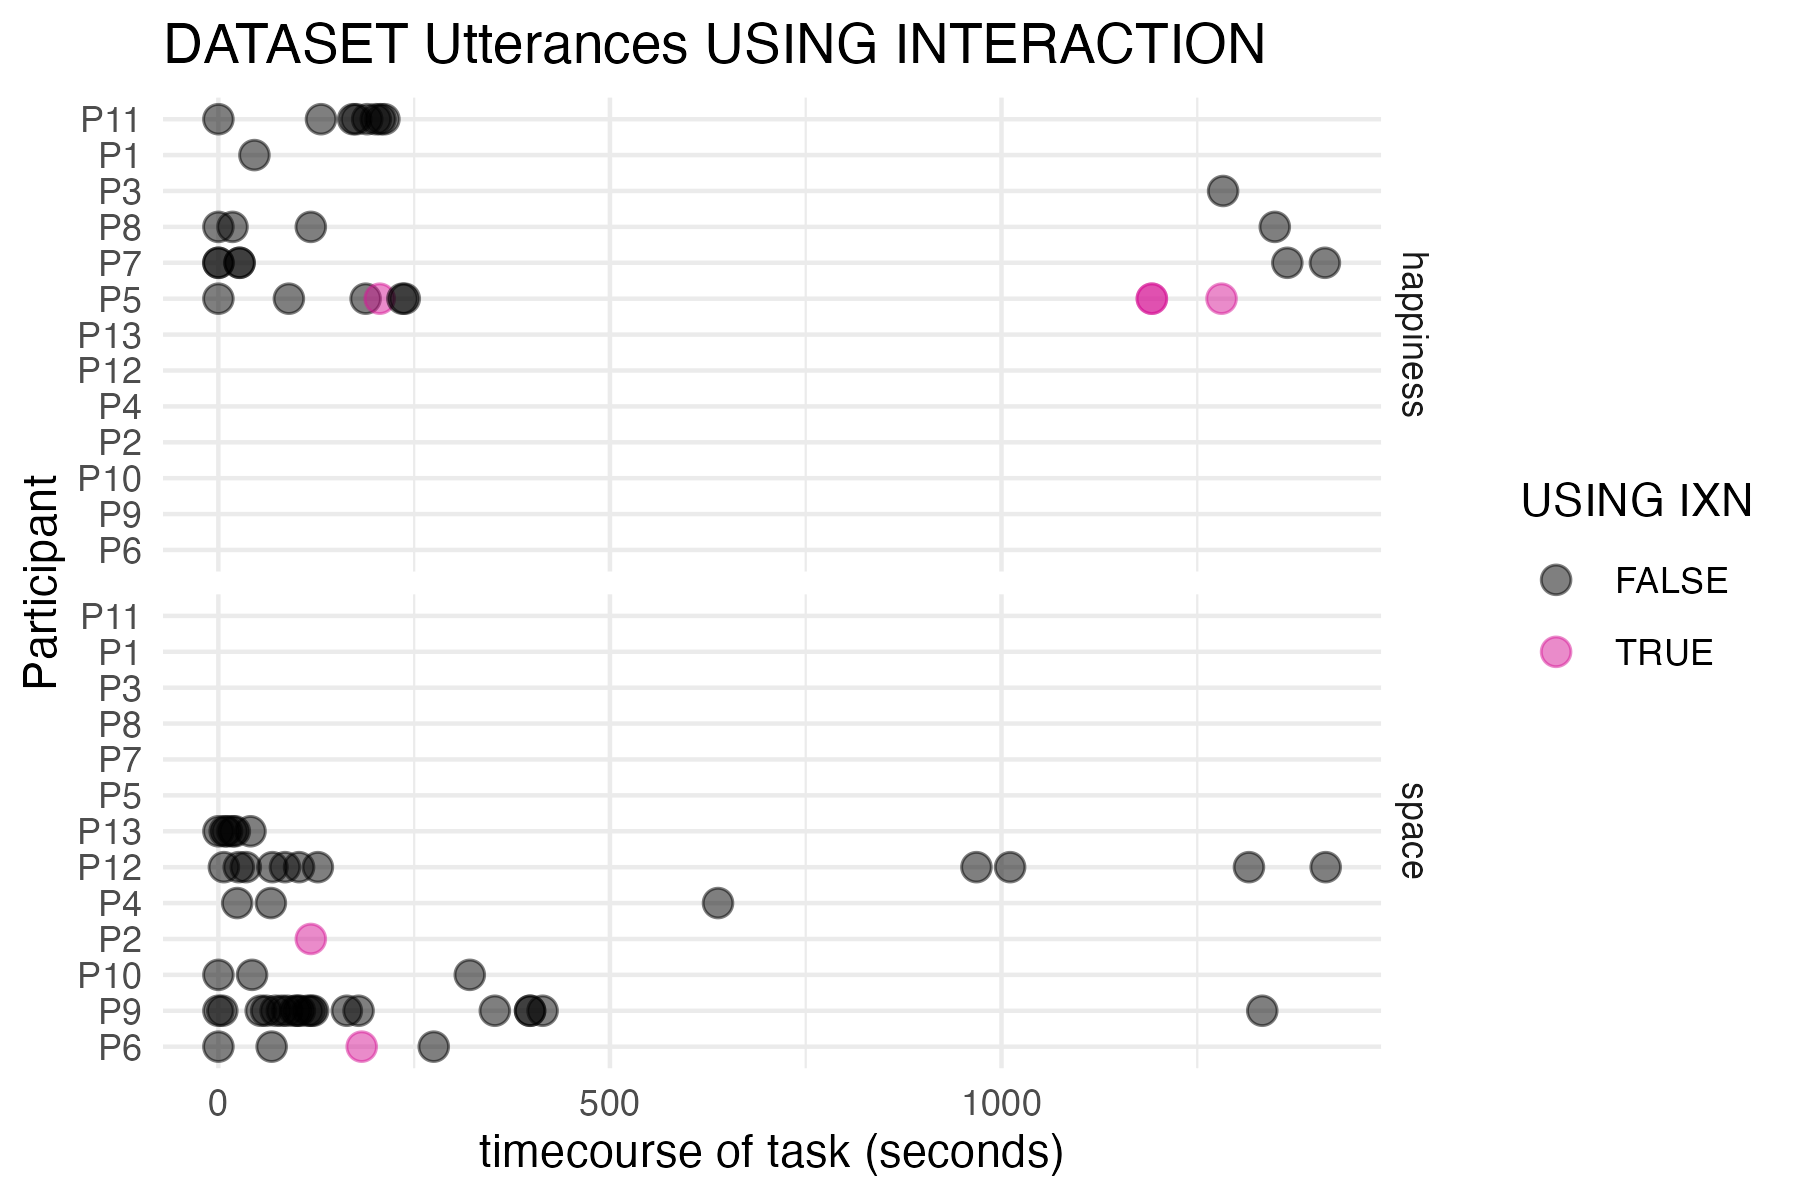 DATASET Utterances USING INTERACTION
P11
P1
P3
P8
P7
P5
P13
P12
P4
P2
P10
P9
P6
happiness
P11
P1
P3
P8
P7
P5
P13
P12
P4
P2
P10
P9
P6
space
Participant
0 500 1000
timecourse of task (seconds)
USING IXN
FALSE
TRUE